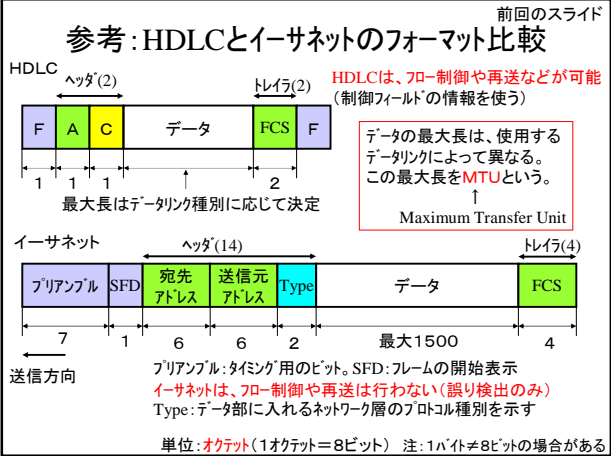 前回のスライド
参考:HDLCとイーサネットのフォーマット比較
HDLC
ヘッダ(2)
トレイラ(2)
HDLCは、フロー制御や再送などが可能
(制御フィールドの情報を使う)
F A C データ FCS F
1 1 1 2
最大長はデータリンク種別に応じて決定
データの最大長は、使用する
データリンクによって異なる。
この最大長をMTUという。
↑
Maximum Transfer Unit
イーサネット
ヘッダ(14)
トレイラ(4)
プリアンブル SFD 宛先 送信元 Type データ FCS
アドレス アドレス
7 1 6 6 2 最大1500 4
送信方向
プリアンブル:タイミング用のビット。SFD:フレームの開始表示
イーサネットは、フロー制御や再送は行わない(誤り検出のみ)
Type:データ部に入れるネットワーク層のプロトコル種別を示す
単位:オクテット(1オクテット=8ビット) 注:1バイト≠8ビットの場合がある